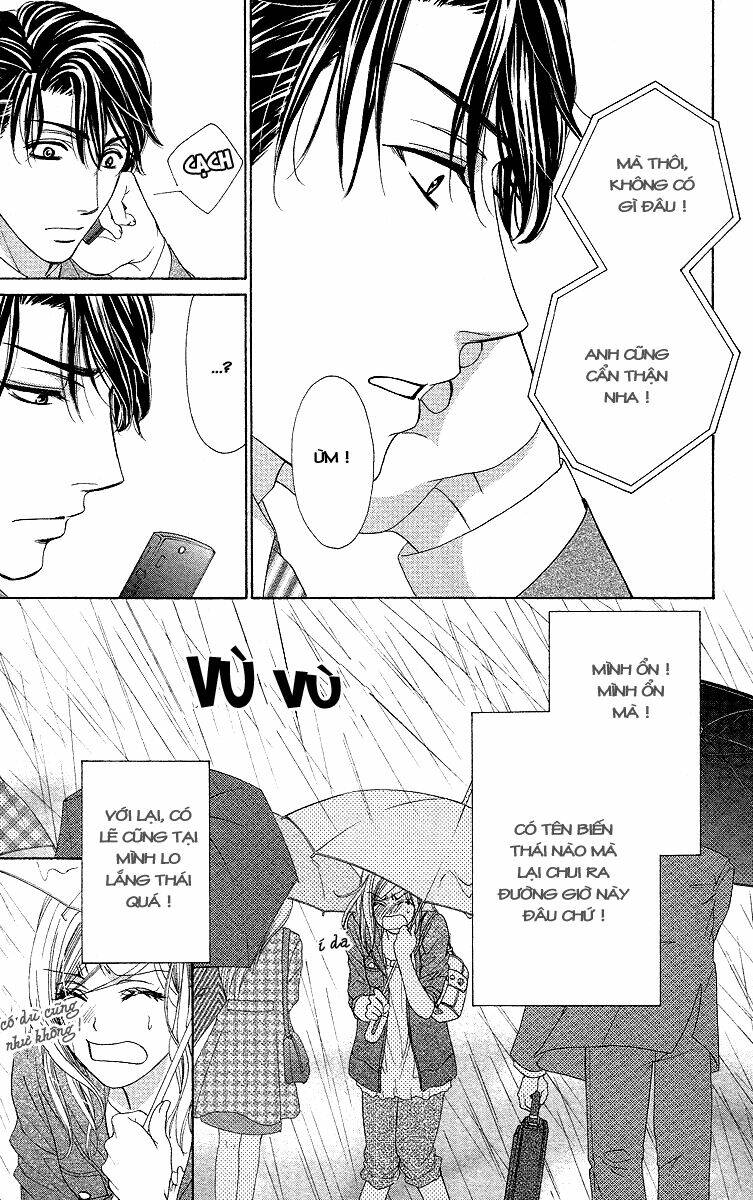 MÀ THÔI,
KHÔNG CÓ
GÌ ĐÂU !
ANH CŨNG
CẨN THẬN
NHA !
ỪM !
CẠCH
...?
VÙ VÙ
MÌNH ỔN !
MÌNH ỔN
MÀ !
CÓ TÊN BIẾN
THÁI NÀO MÀ
LẠI CHUI RA
ĐƯỜNG GIỜ NÀY
ĐÂU CHỨ !
VỚI LẠI, CÓ
LẼ CŨNG TẠI
MÌNH LO
LẮNG THÁI
QUÁ !
í da
có dù cũng
như không !